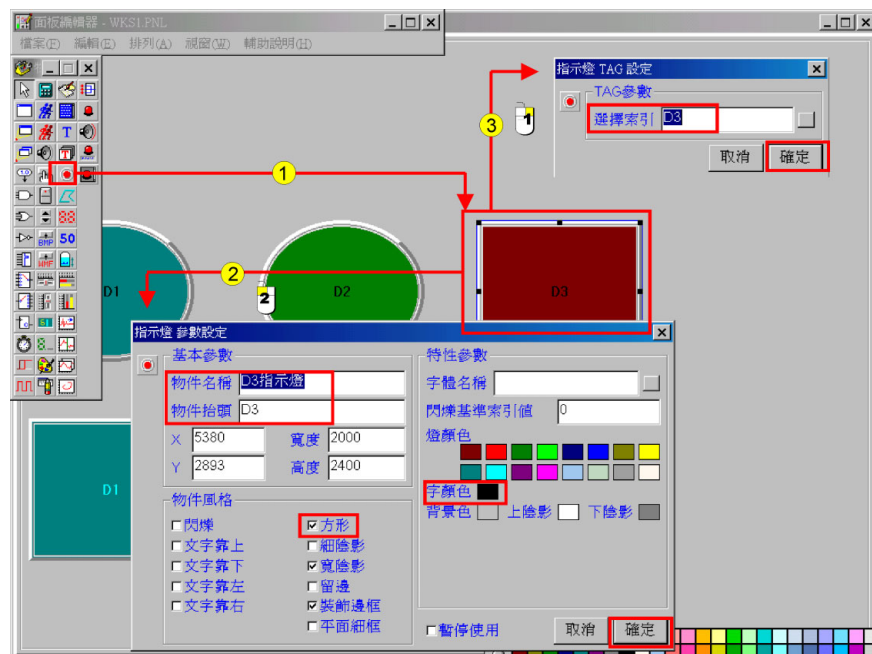 面板編輯器 - WKS1.PNL
檔案(F) 編輯(E) 排列(A) 視窗(W) 輔助說明(H)
指示燈 TAG 設定
TAG參數
選擇索引 D3
取消 確定
1
2
3
1
2
D1
D2
D3
D1
指示燈 參數設定
基本參數
物件名稱 D3指示燈
物件抬頭 D3
X 5380 寬度 2000
Y 2893 高度 2400
物件風格
閃爍 方形
文字靠上 細陰影
文字靠下 寬陰影
文字靠左 留邊
文字靠右 裝飾邊框
平面細框
特性參數
字體名稱
閃爍基準索引值 0
燈顏色
字顏色
背景色 上陰影 下陰影
暫停使用 取消 確定
T
T
88
BMP 50
WMF
8_